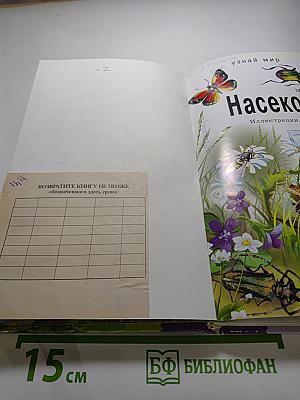 ВОЗВРАТИТЕ КНИГУ НЕ ПОЗЖЕ
обозначенного здесь срока
узнай мир
Насеко
Иллюстрации
15 см
БФ БИБЛИОФАН